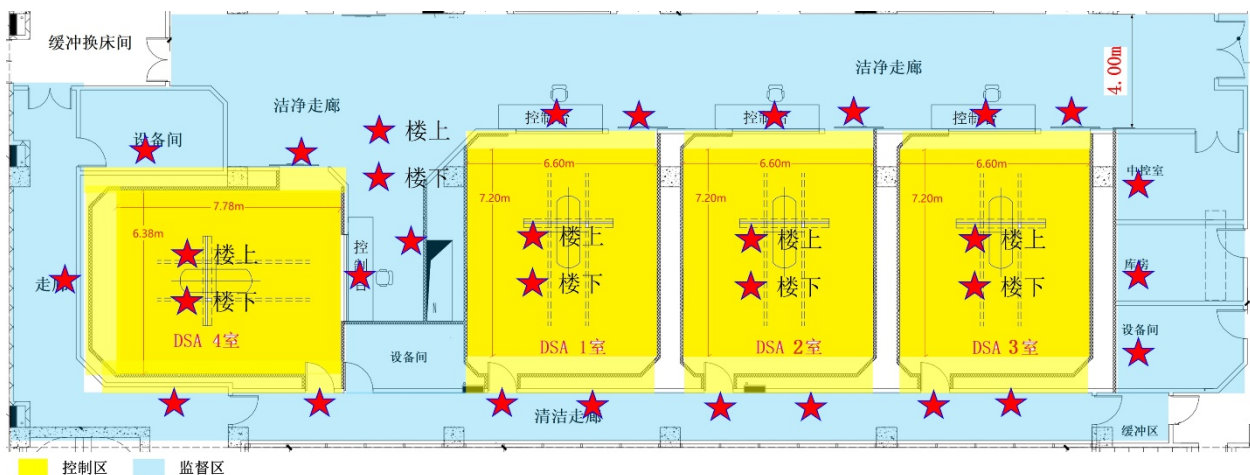 缓冲换床间
洁净走廊
4.00m
洁净走廊
控制台
控制台
控制台
楼上
设备间
楼下
6.60m
6.60m
6.60m
中控室
7.20m
7.20m
7.20m
7.78m
6.38m
楼上
楼下
控制台
楼上
楼下
楼上
楼下
楼上
楼下
库房
走廊
N
DSA 4室
设备间
DSA 1室
DSA 2室
DSA 3室
设备间
清洁走廊
缓冲区
控制区
监督区